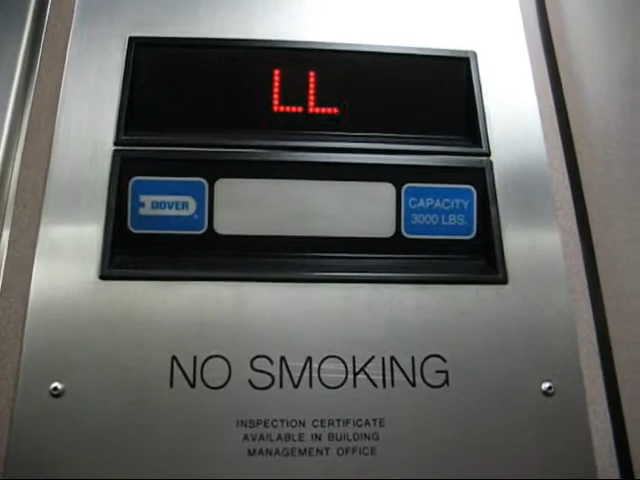 LL
DOVER
CAPACITY
3000 LBS.
NO SMOKING
INSPECTION CERTIFICATE
AVAILABLE IN BUILDING
MANAGEMENT OFFICE